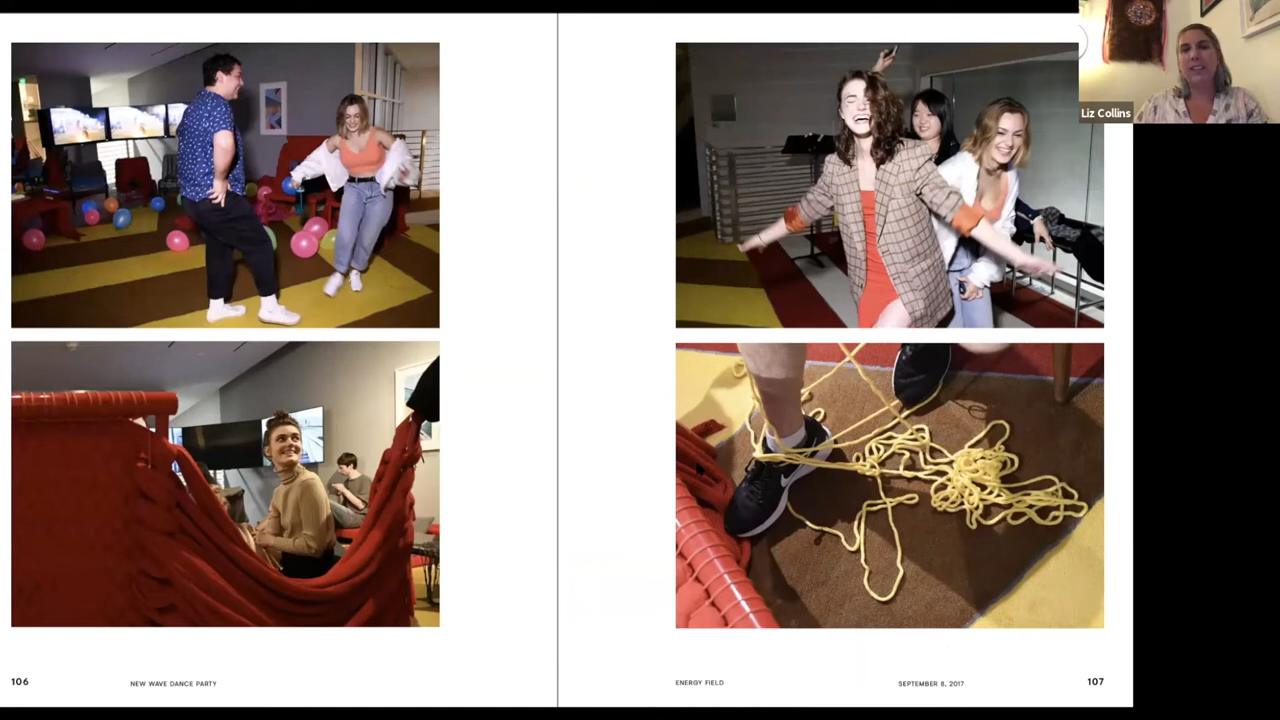 Liz Collins
106
NEW WAVE DANCE PARTY
ENERGY FIELD
SEPTEMBER 8, 2017
107